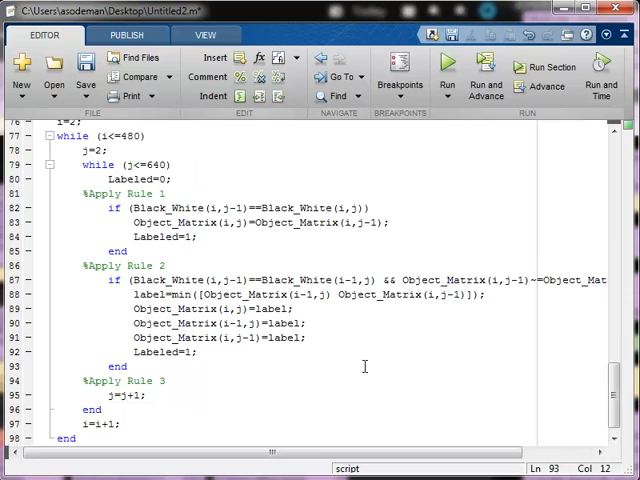 C:\Users\asodeman\Desktop\Untitled2.m*
EDITOR PUBLISH VIEW
New Open Save Find Files Compare Print Insert fx Comment Indent Go To Find Breakpoints Run Run and Advance Run Section Advance Run and Time
FILE EDIT NAVIGATE BREAKPOINTS RUN
76 i=2;
77 while (i<=480)
78 j=2;
79 while (j<=640)
80 Labeled=0;
81 %Apply Rule 1
82 if (Black_White(i,j-1)==Black_White(i,j))
83 Object_Matrix(i,j)=Object_Matrix(i,j-1);
84 Labeled=1;
85 end
86 %Apply Rule 2
87 if (Black_White(i,j-1)==Black_White(i-1,j) && Object_Matrix(i,j-1)~=Object_Mat
88 label=min([Object_Matrix(i-1,j) Object_Matrix(i,j-1)]);
89 Object_Matrix(i,j)=label;
90 Object_Matrix(i-1,j)=label;
91 Object_Matrix(i,j-1)=label;
92 Labeled=1;
93 end
94 %Apply Rule 3
95 j=j+1;
96 end
97 i=i+1;
98 end
script Ln 93 Col 12